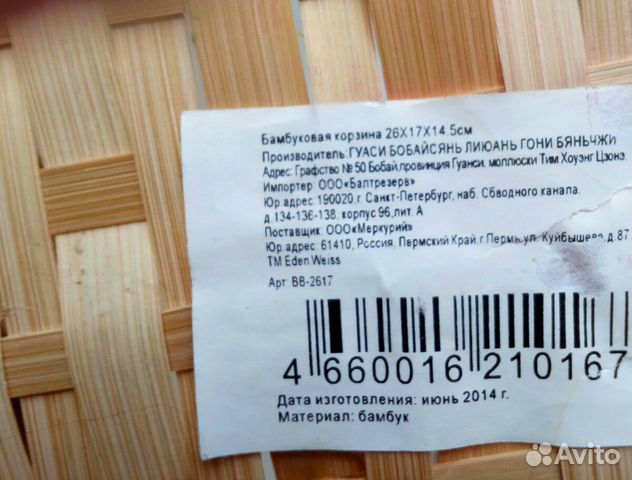 Бамбуковая корзина 26Х17Х14.5см
Производитель:ГУАСИ БОБАЙСЯНЬ ЛИЮАНЬ ГОНИ БЯНЬЧЖИ
Адрес: Графство № 50 Бобай.провинция Гуанси. моллюски Тим Хоуэнг Цзонэ.
Импортер: ООО«Балтрезерв»
Юр адрес: 190020.г. Санкт-Петербург, наб. Сбводного канала.
д.134-136-138, корпус 96,лит. А
Поставщик: ООО«Меркурий»
Юр.адрес: 61410, Россия, Пермский Край,г.Пермь,ул. Куйбышева,д.87
ТМ Eden Weiss
Арт. ВВ-2617
4 660016 210167
Дата изготовления: июнь 2014 г.
Материал: бамбук
Avito